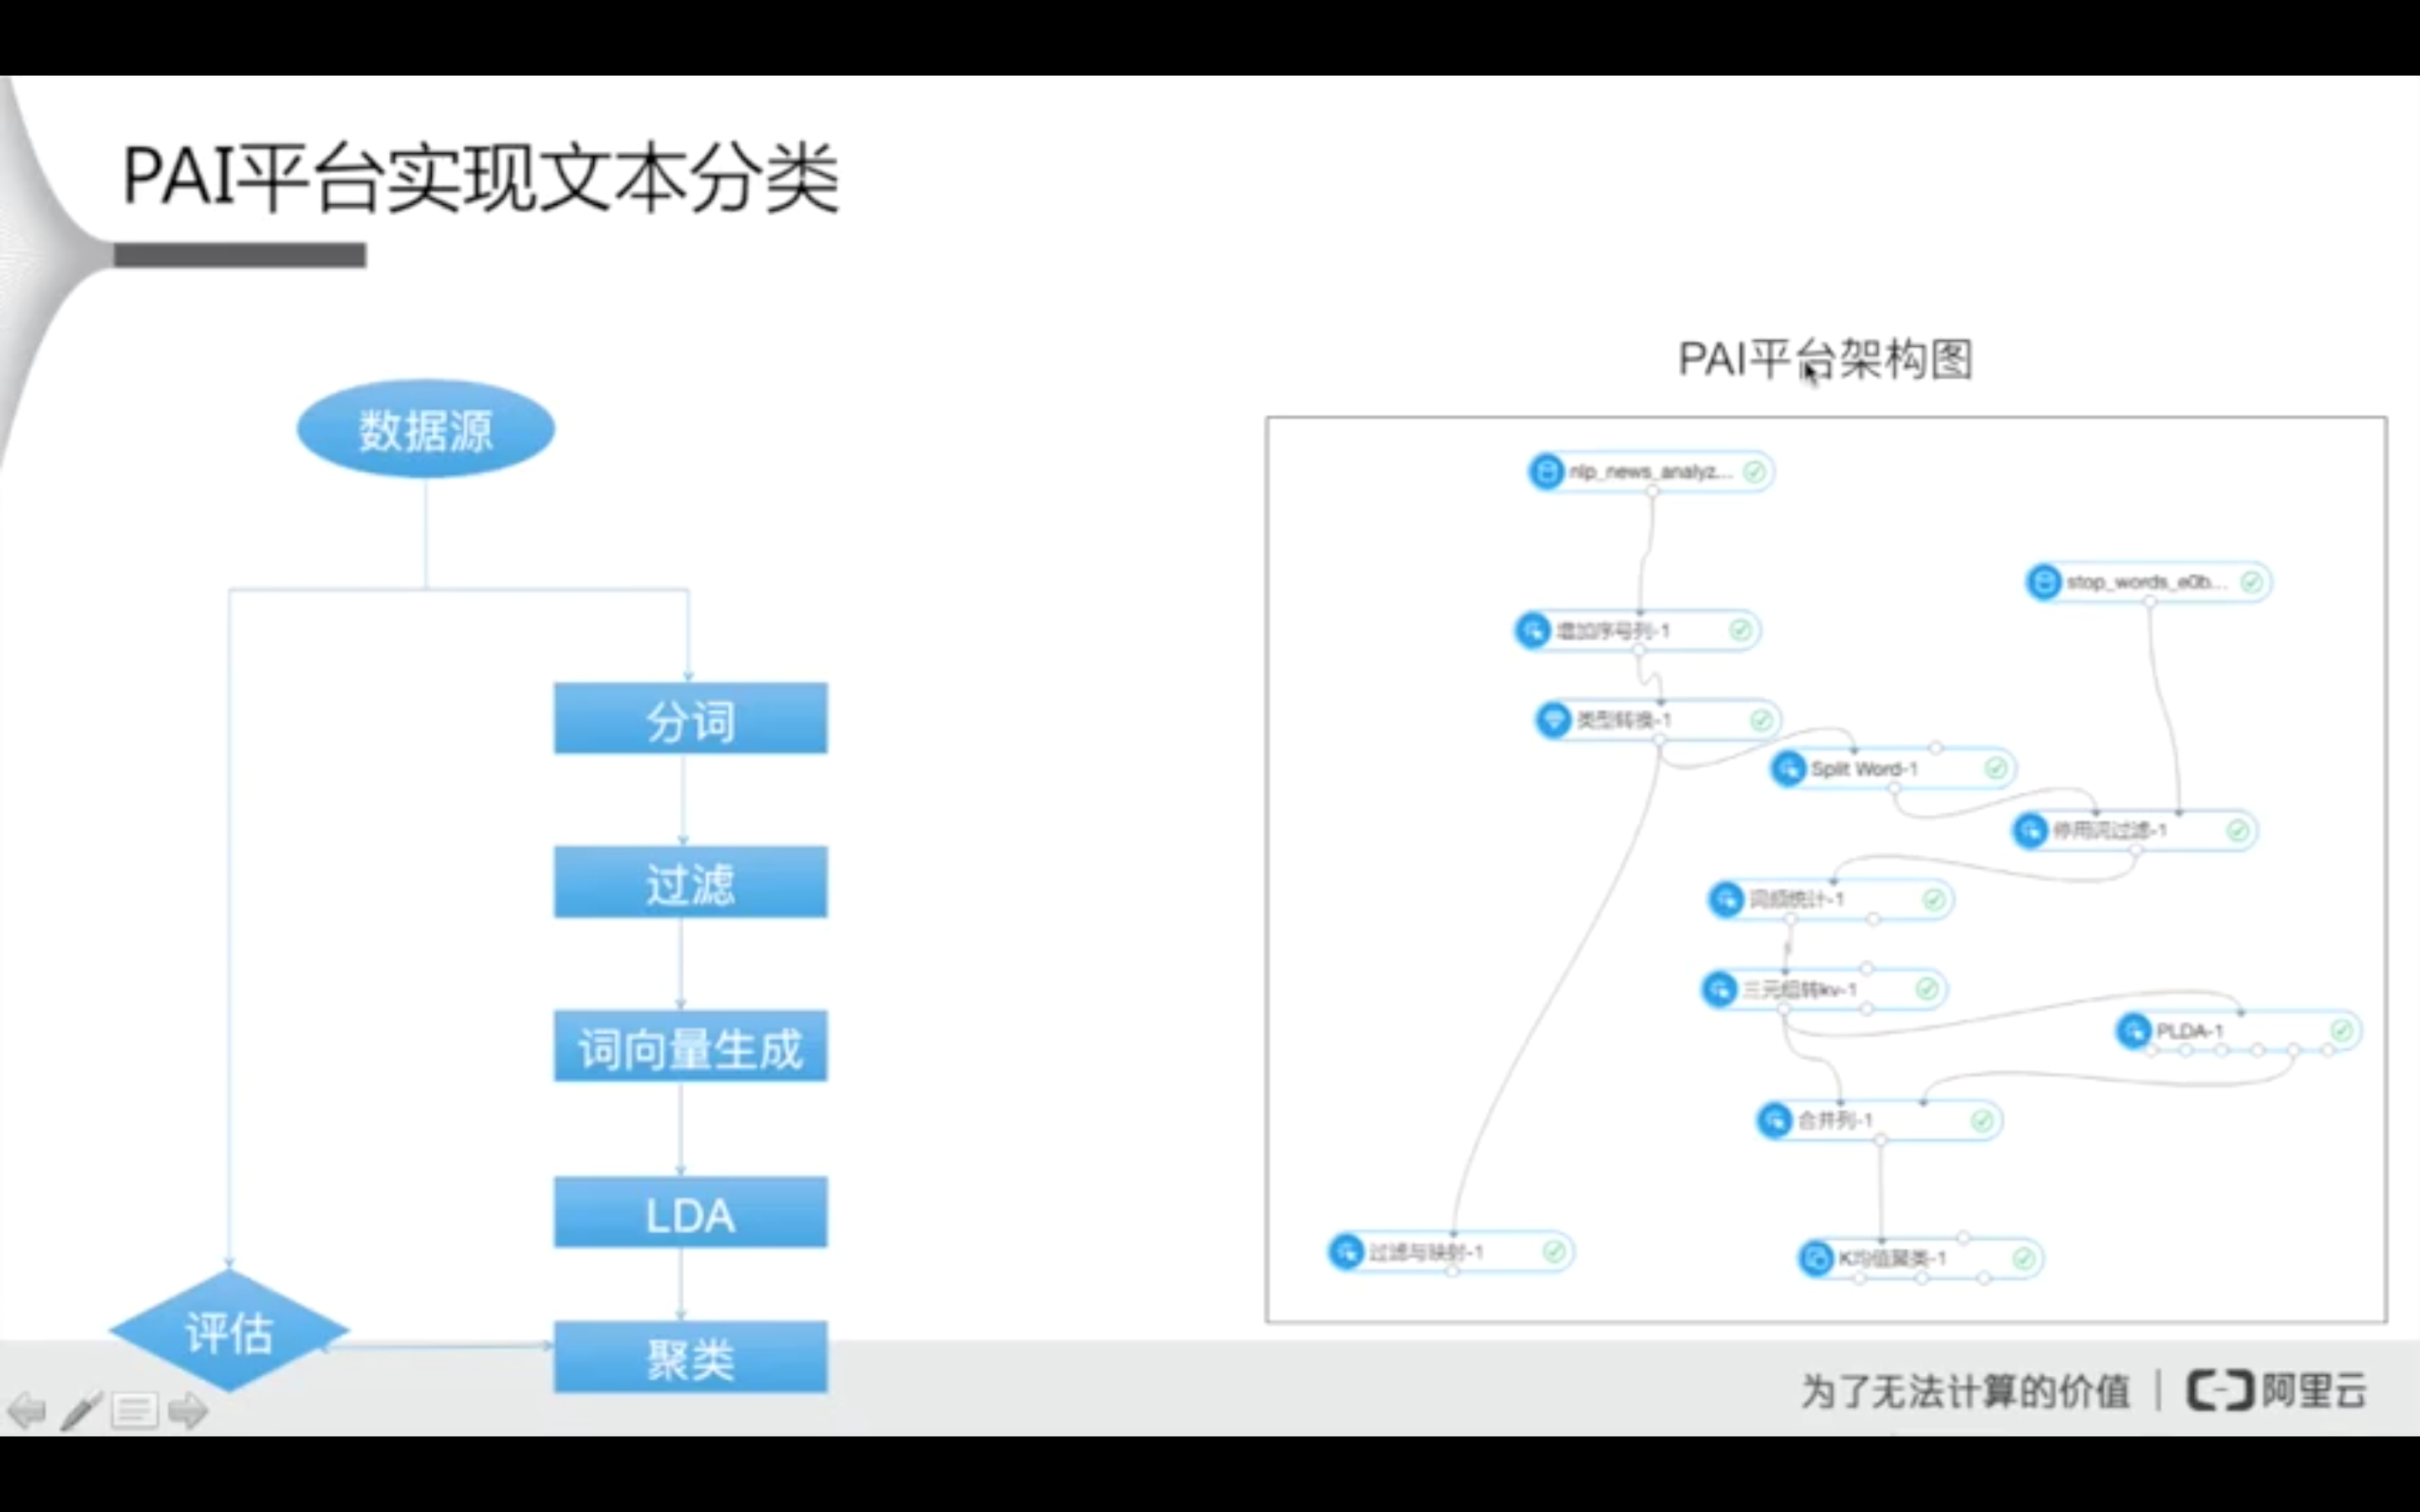 PAI平台实现文本分类
数据源
分词
过滤
词向量生成
LDA
聚类
评估
PAI平台架构图
nlp_news_analyz...
stop_words_e0b...
增加序号列-1
类型转换-1
Split Word-1
停用词过滤-1
词频统计-1
三元组转kv-1
PLDA-1
合并列-1
过滤与映射-1
K均值聚类-1
为了无法计算的价值
阿里云